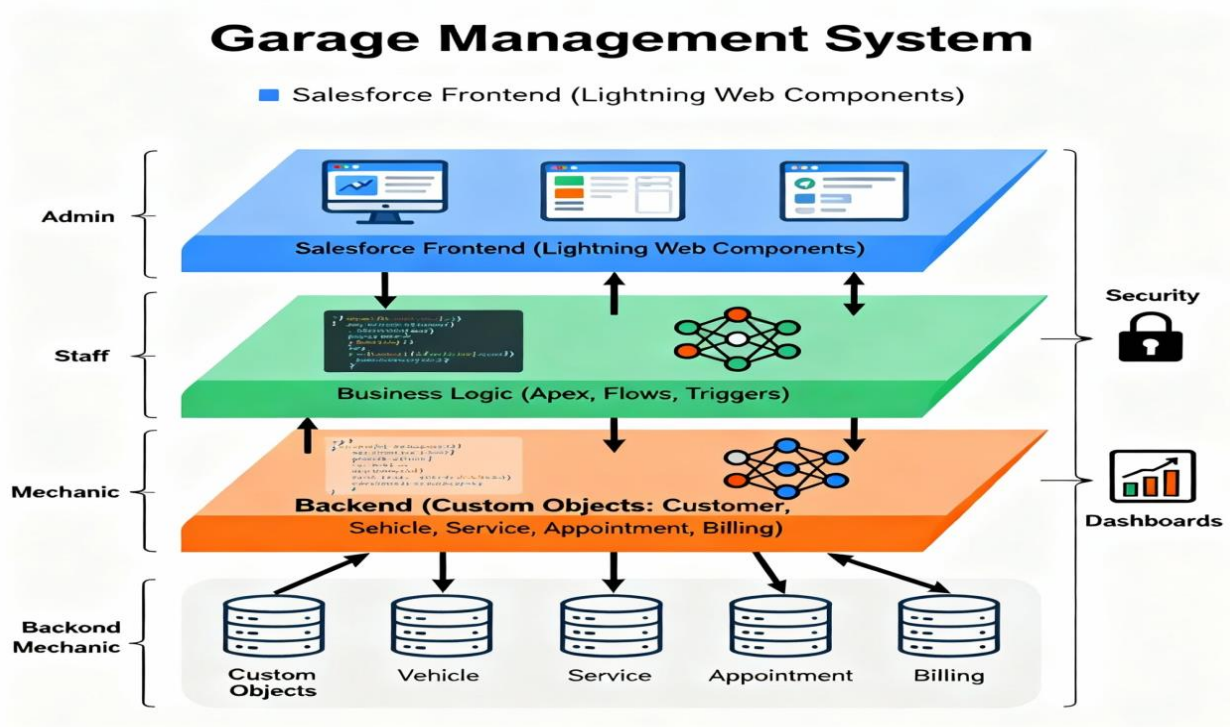 Garage Management System
Salesforce Frontend (Lightning Web Components)
Admin
Salesforce Frontend (Lightning Web Components)
Security
Staff
Business Logic (Apex, Flows, Triggers)
Mechanic
Backend (Custom Objects: Customer,
Sehicle, Service, Appointment, Billing)
Dashboards
Backond
Mechanic
Custom
Objects
Vehicle
Service
Appointment
Billing